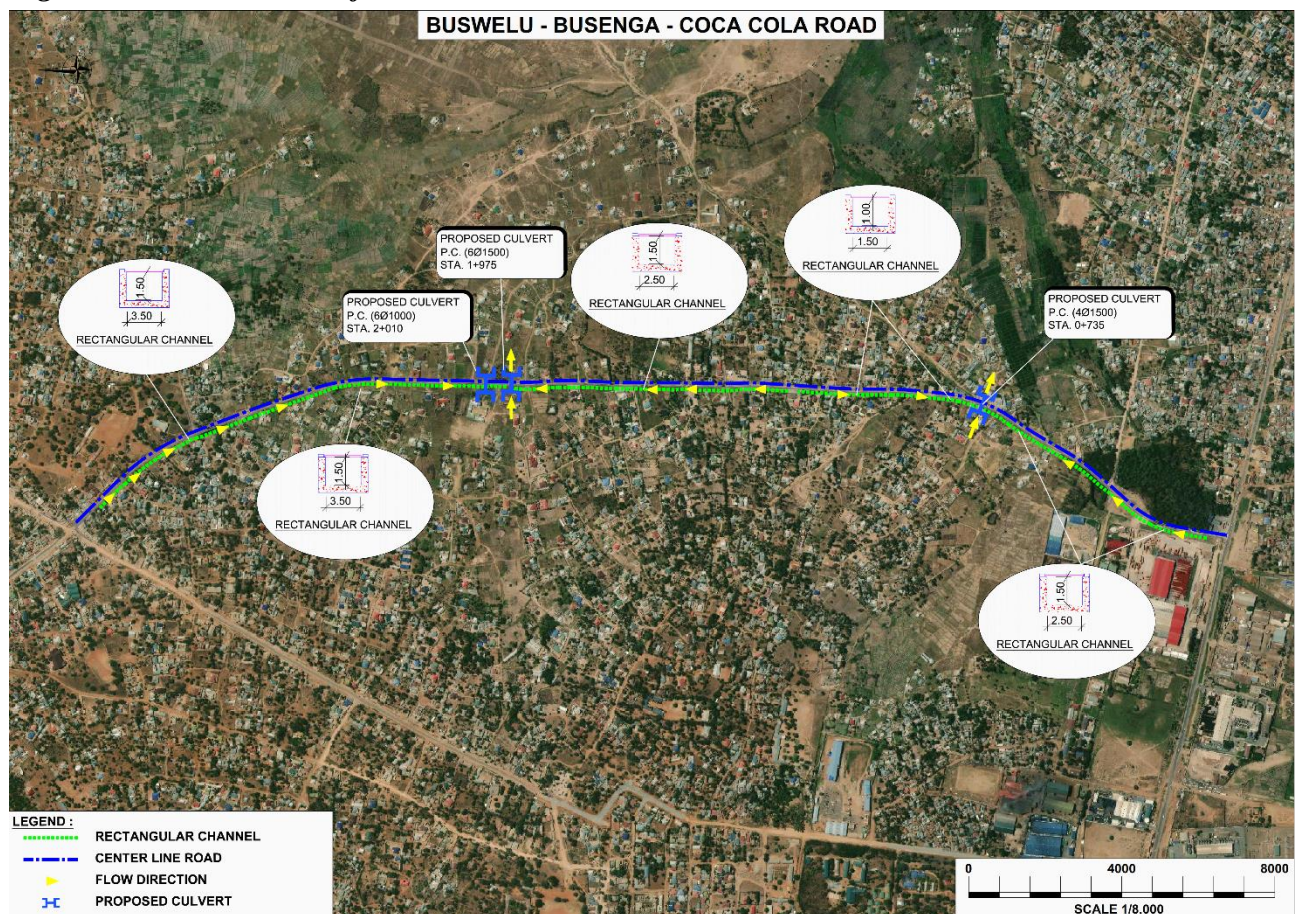 BUSWELU - BUSENGA - COCA COLA ROAD
1.00
1.50
RECTANGULAR CHANNEL
PROPOSED CULVERT
P.C. (6Ø1500)
STA. 1+975
1.50
2.50
RECTANGULAR CHANNEL
1.50
3.50
RECTANGULAR CHANNEL
PROPOSED CULVERT
P.C. (6Ø1000)
STA. 2+010
PROPOSED CULVERT
P.C. (4Ø1500)
STA. 0+735
1.50
3.50
RECTANGULAR CHANNEL
1.50
2.50
RECTANGULAR CHANNEL
LEGEND :
RECTANGULAR CHANNEL
CENTER LINE ROAD
FLOW DIRECTION
PROPOSED CULVERT
0 4000 8000
SCALE 1/8.000